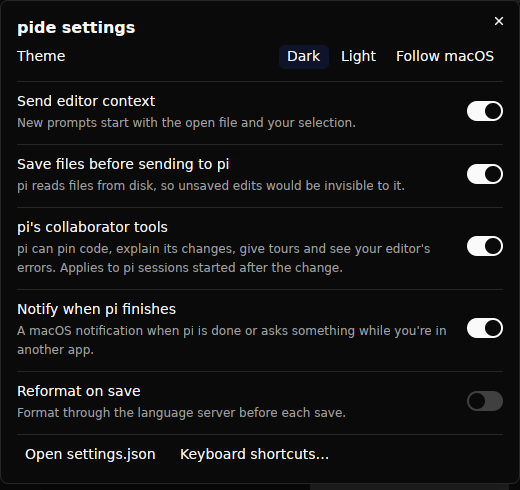 pide settings
×
Theme
Dark Light Follow macOS
Send editor context
New prompts start with the open file and your selection.
Save files before sending to pi
pi reads files from disk, so unsaved edits would be invisible to it.
pi's collaborator tools
pi can pin code, explain its changes, give tours and see your editor's
errors. Applies to pi sessions started after the change.
Notify when pi finishes
A macOS notification when pi is done or asks something while you're in
another app.
Reformat on save
Format through the language server before each save.
Open settings.json Keyboard shortcuts...